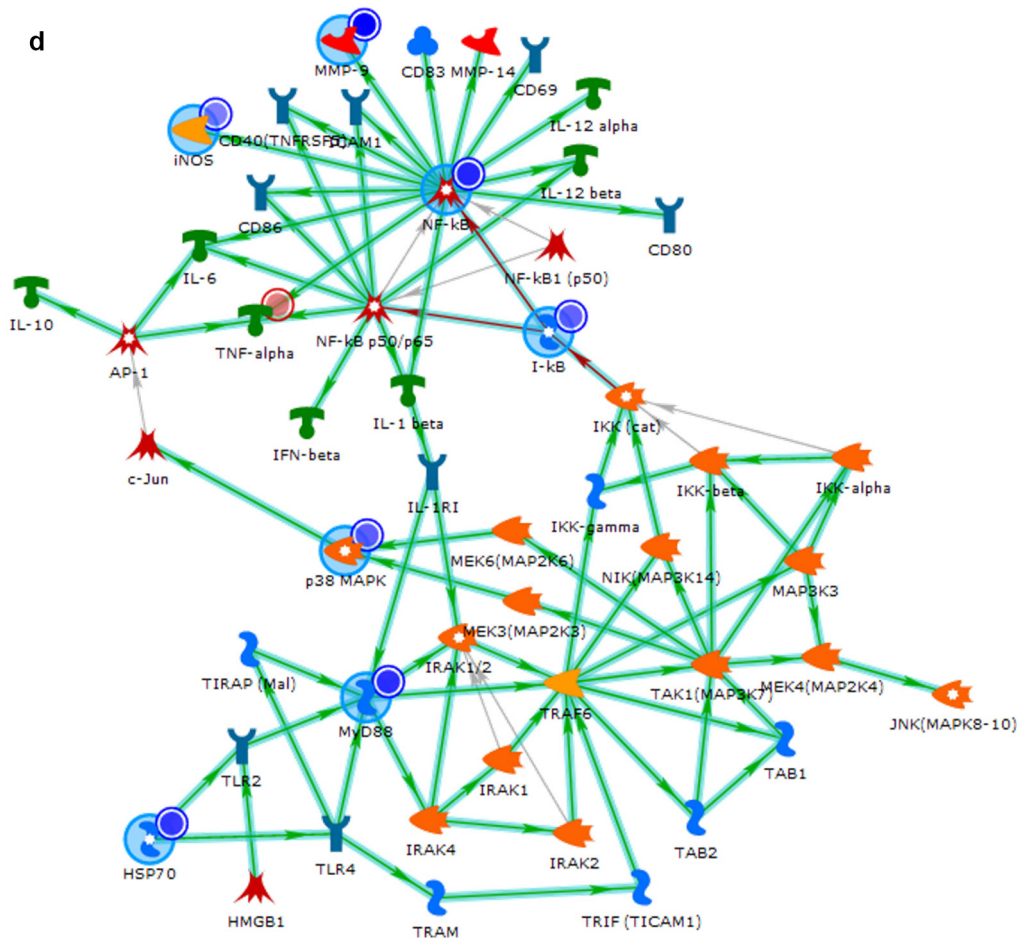 d
MMP-9
CD83
MMP-14
CD69
IL-12 alpha
iNOS
CD40(TNFRSF5)
ICAM1
IL-12 beta
CD86
NF-kB
CD80
IL-6
NF-kB1 (p50)
IL-10
TNF-alpha
NF-kB p50/p65
AP-1
I-kB
IL-1 beta
IKK (cat)
IFN-beta
c-Jun
IL-1RI
IKK-beta
IKK-alpha
IKK-gamma
MEK6(MAP2K6)
p38 MAPK
NIK(MAP3K14)
MAP3K3
MEK3(MAP2K3)
IRAK1/2
TIRAP (Mal)
TAK1(MAP3K7)
MEK4(MAP2K4)
MyD88
TRAF6
JNK(MAPK8-10)
TLR2
TAB1
IRAK1
TAB2
HSP70
TLR4
IRAK4
IRAK2
HMGB1
TRAM
TRIF (TICAM1)